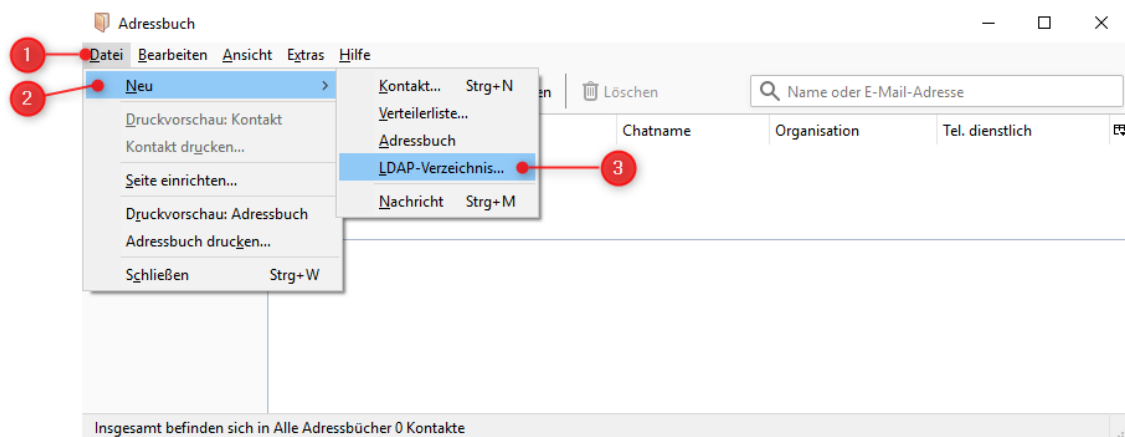 Adressbuch
1
Datei Bearbeiten Ansicht Extras Hilfe
2
Neu
Druckvorschau: Kontakt
Kontakt drucken...
Seite einrichten...
Druckvorschau: Adressbuch
Adressbuch drucken...
Schließen Strg+W
Kontakt... Strg+N
Verteilerliste...
Adressbuch
LDAP-Verzeichnis...
3
Nachricht Strg+M
en Löschen Name oder E-Mail-Adresse
Chatname Organisation Tel. dienstlich
Insgesamt befinden sich in Alle Adressbücher 0 Kontakte